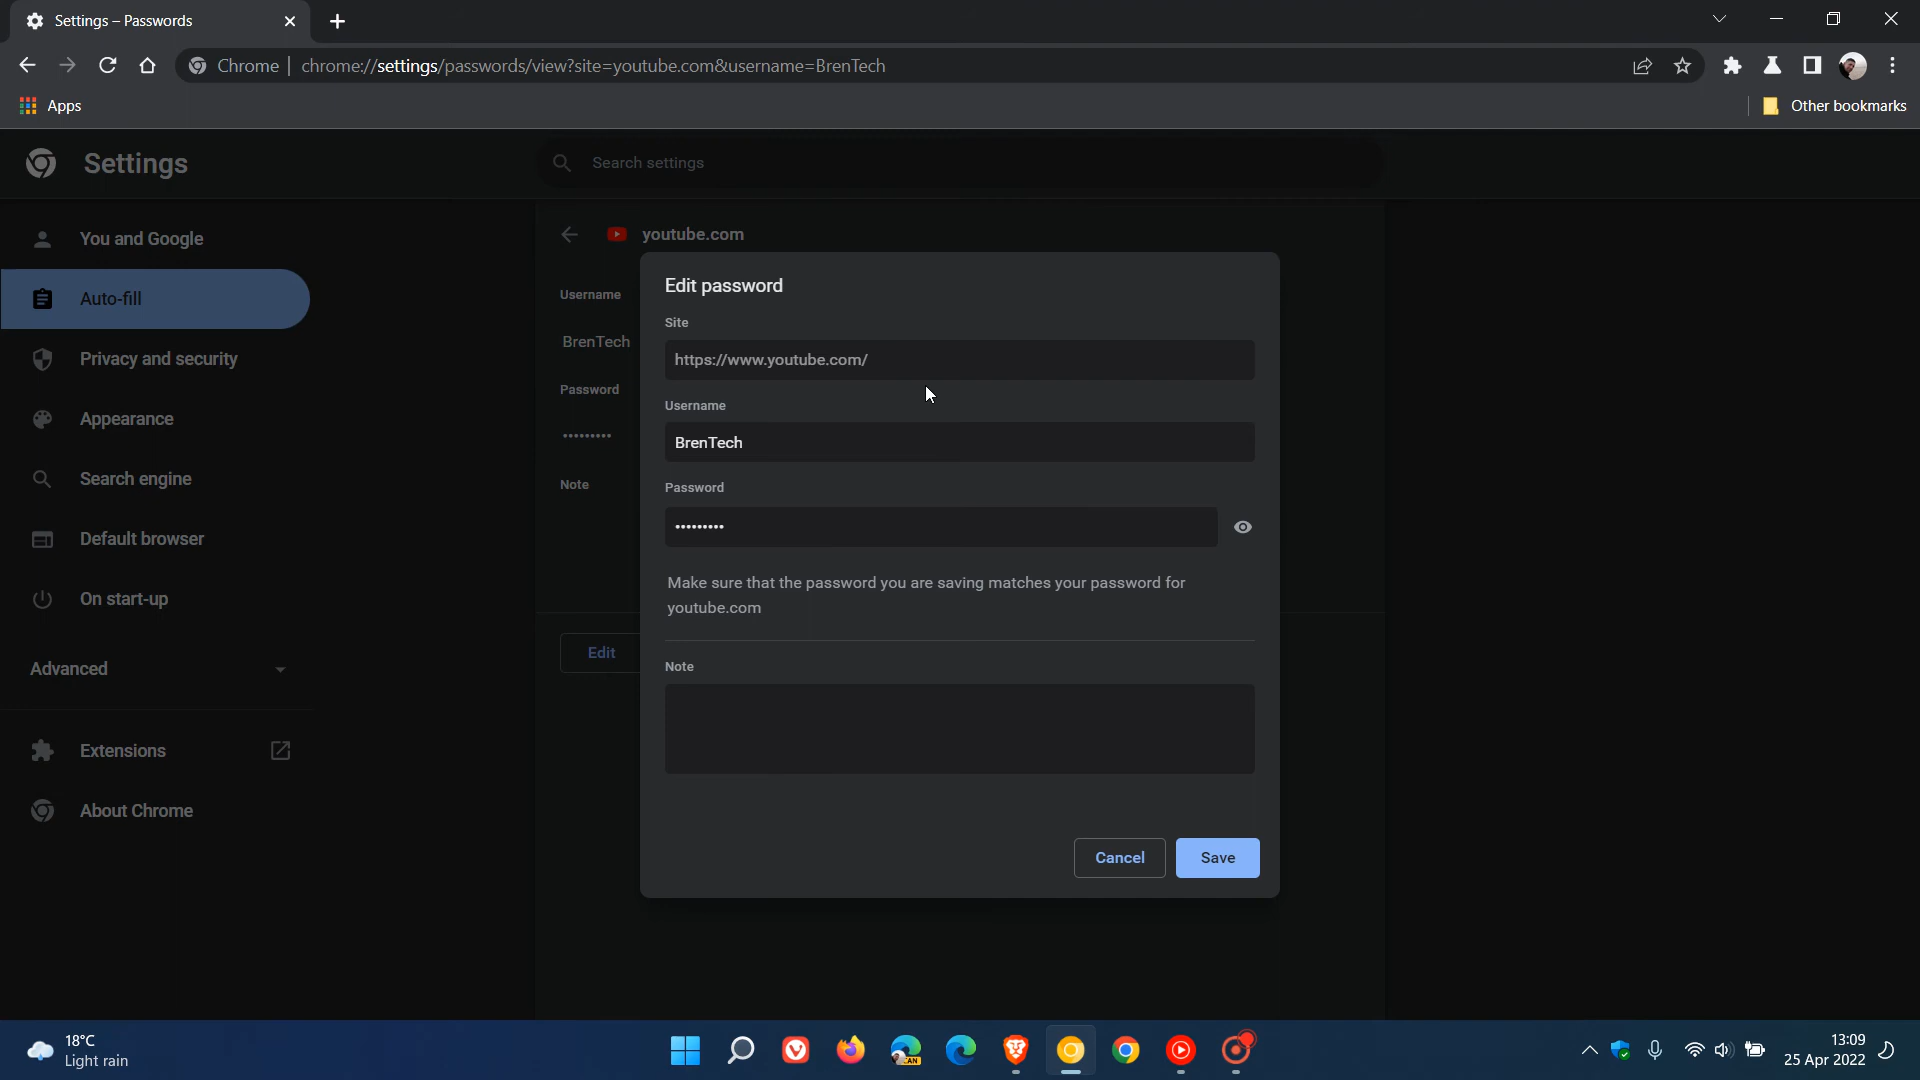 Settings – Passwords
Chrome | chrome://settings/passwords/view?site=youtube.com&username=BrenTech
Apps
Other bookmarks
Settings
Search settings
You and Google
Auto-fill
Privacy and security
Appearance
Search engine
Default browser
On start-up
Advanced
Extensions
About Chrome
youtube.com
Username
BrenTech
Password
•••••••••
Note
Edit
Edit password
Site
https://www.youtube.com/
Username
BrenTech
Password
•••••••••
Make sure that the password you are saving matches your password for
youtube.com
Note
Cancel
Save
18°C
Light rain
CAN
13:09
25 Apr 2022